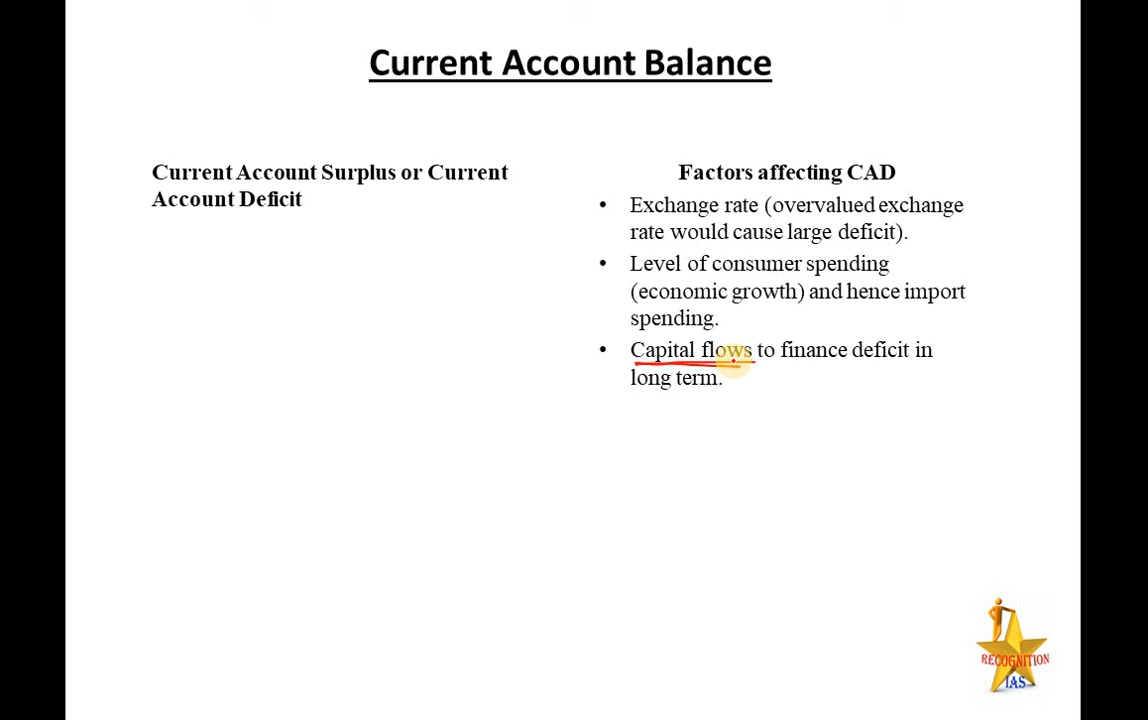 Current Account Balance
Current Account Surplus or Current
Account Deficit
Factors affecting CAD
• Exchange rate (overvalued exchange
rate would cause large deficit).
• Level of consumer spending
(economic growth) and hence import
spending.
• Capital flows to finance deficit in
long term.
RECOGNITION
IAS